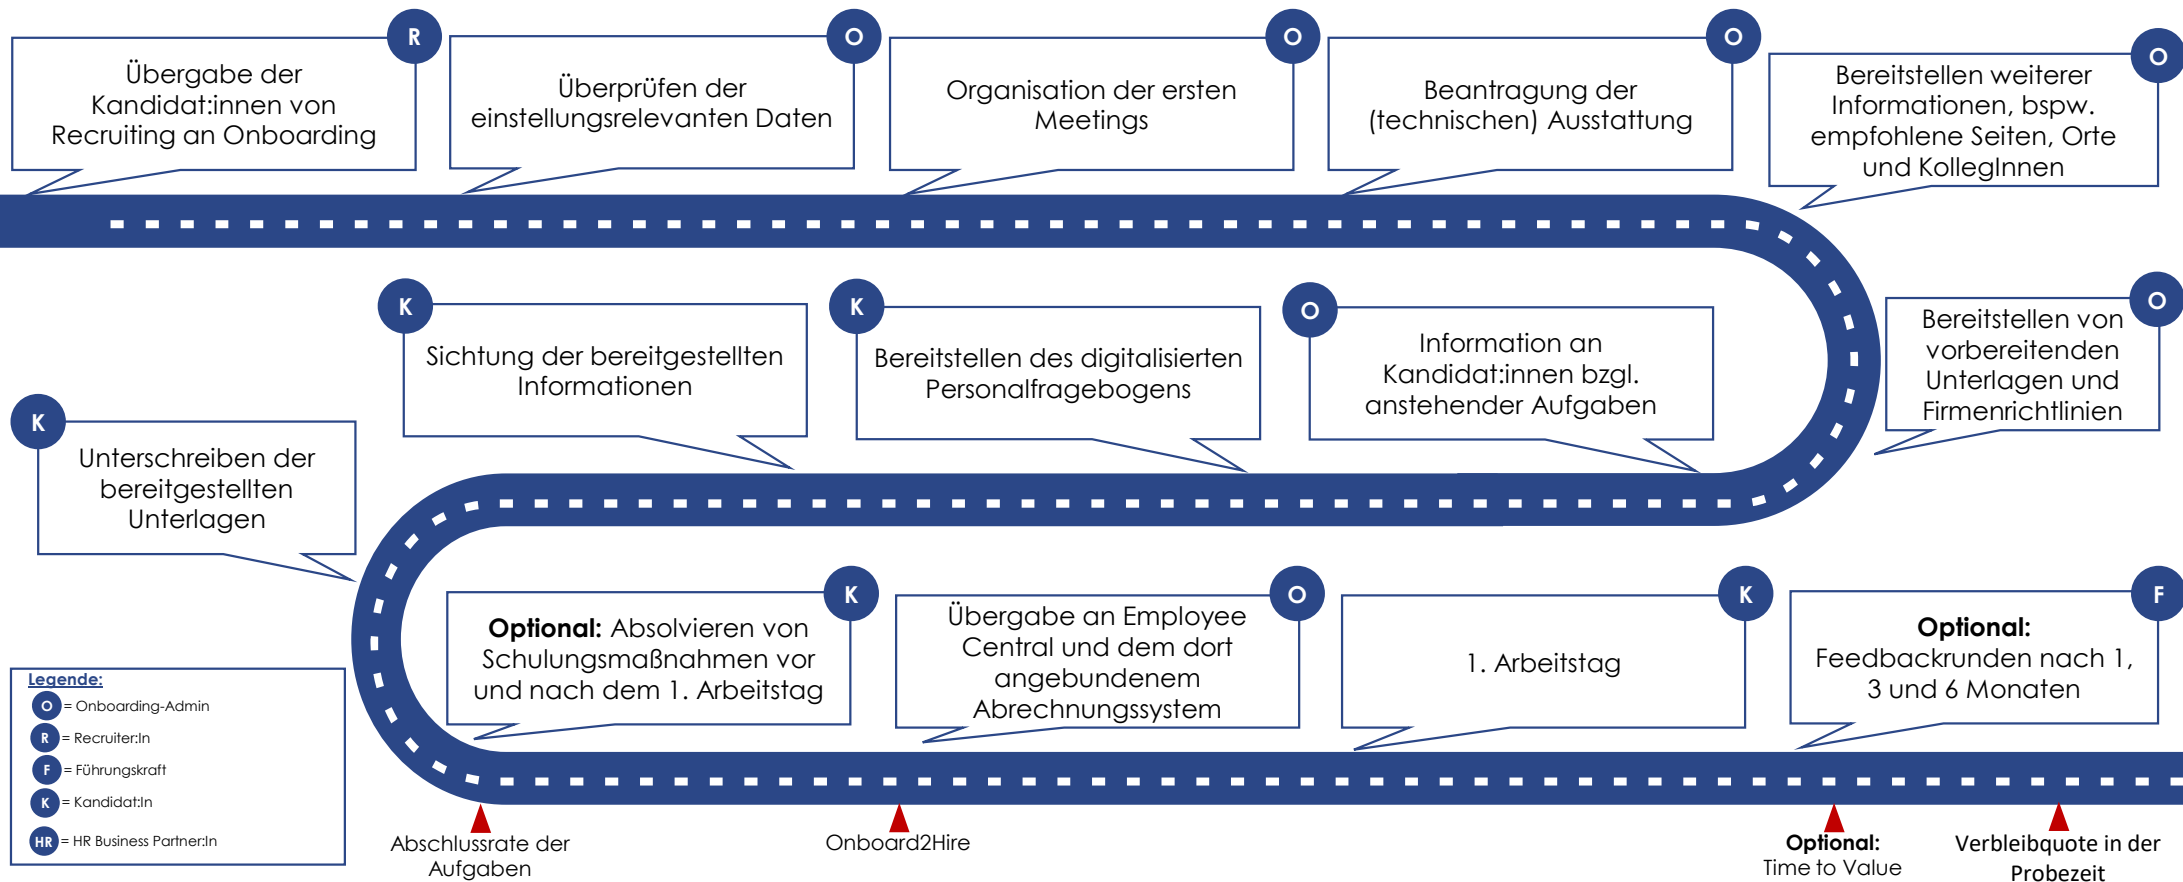 R
Übergabe der
Kandidat:innen von
Recruiting an Onboarding
O
Überprüfen der
einstellungsrelevanten Daten
O
Organisation der ersten
Meetings
O
Beantragung der
(technischen) Ausstattung
O
Bereitstellen weiterer
Informationen, bspw.
empfohlene Seiten, Orte
und KollegInnen
O
Bereitstellen von
vorbereitenden
Unterlagen und
Firmenrichtlinien
O
Information an
Kandidat:innen bzgl.
anstehender Aufgaben
K
Bereitstellen des digitalisierten
Personalfragebogens
K
Sichtung der bereitgestellten
Informationen
K
Unterschreiben der
bereitgestellten
Unterlagen
K
Optional: Absolvieren von
Schulungsmaßnahmen vor
und nach dem 1. Arbeitstag
O
Übergabe an Employee
Central und dem dort
angebundenem
Abrechnungssystem
K
1. Arbeitstag
F
Optional:
Feedbackrunden nach 1,
3 und 6 Monaten
Legende:
O = Onboarding-Admin
R = Recruiter:In
F = Führungskraft
K = Kandidat:In
HR = HR Business Partner:In
Abschlussrate der
Aufgaben
Onboard2Hire
Optional:
Time to Value
Verbleibquote in der
Probezeit